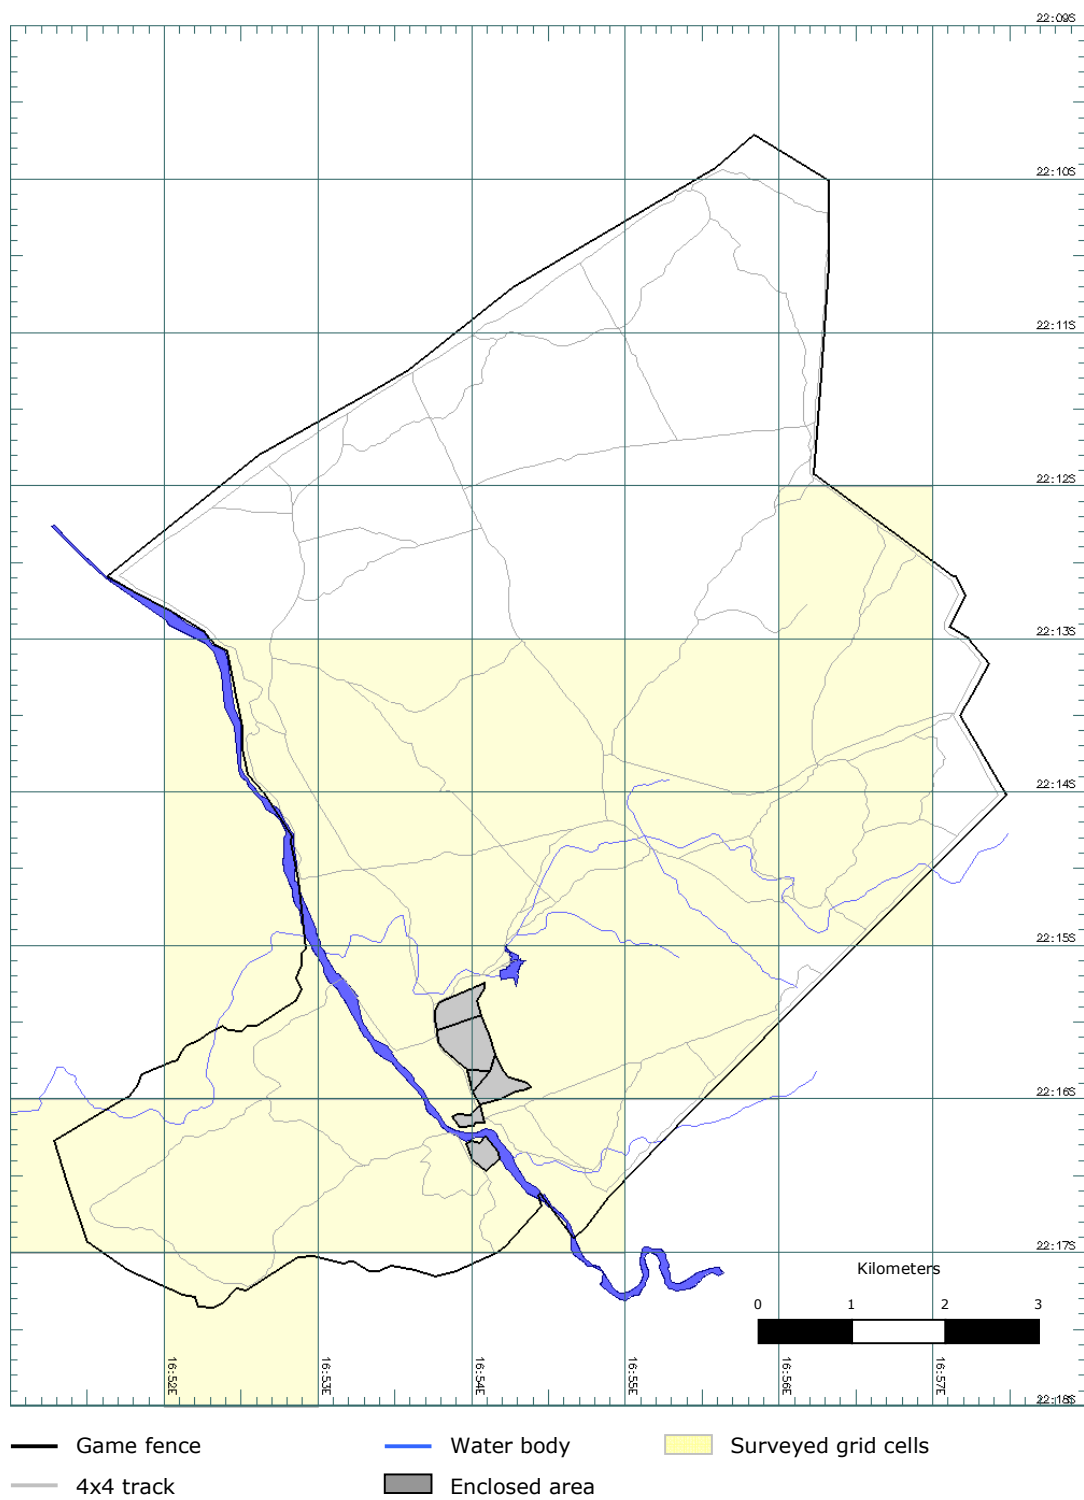 22:09S
22:10S
22:11S
22:12S
22:13S
22:14S
22:15S
22:16S
22:17S
Kilometers
0 1 2 3
16:52E 16:53E 16:54E 16:55E 16:56E 16:57E
22:18S
Game fence Water body Surveyed grid cells
4x4 track Enclosed area